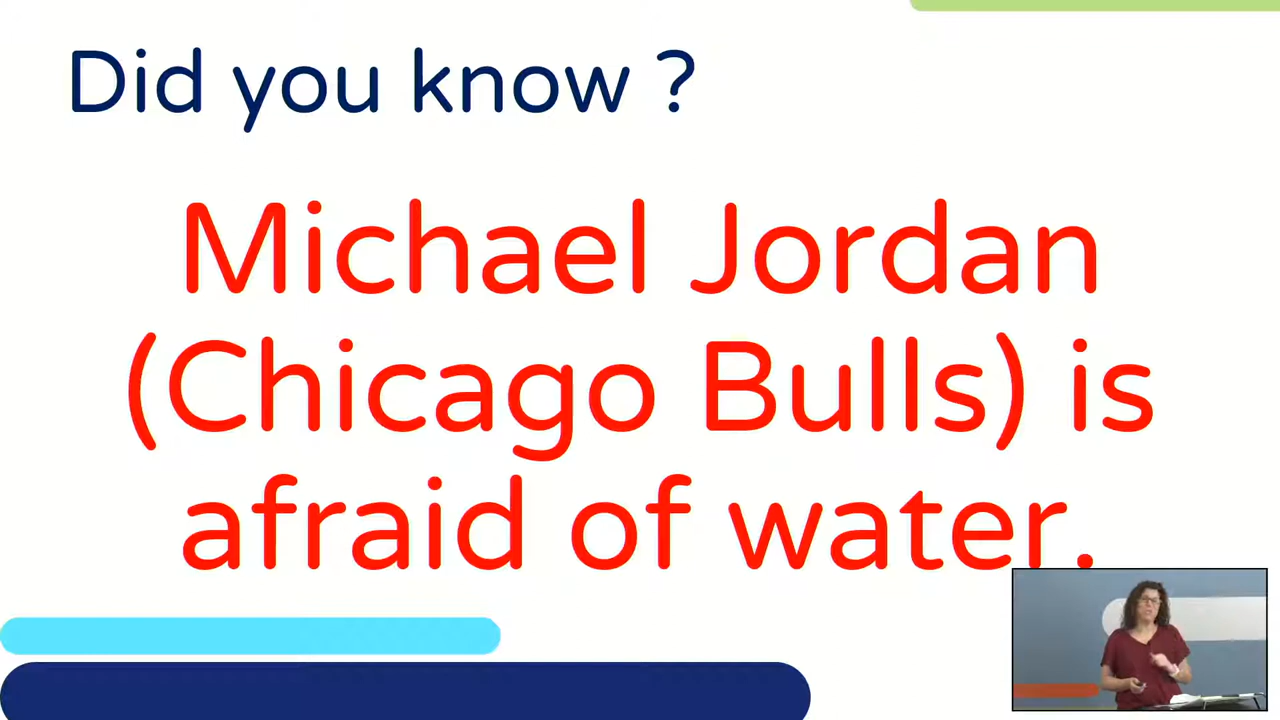 Did you know ?
Michael Jordan
(Chicago Bulls) is
afraid of water.